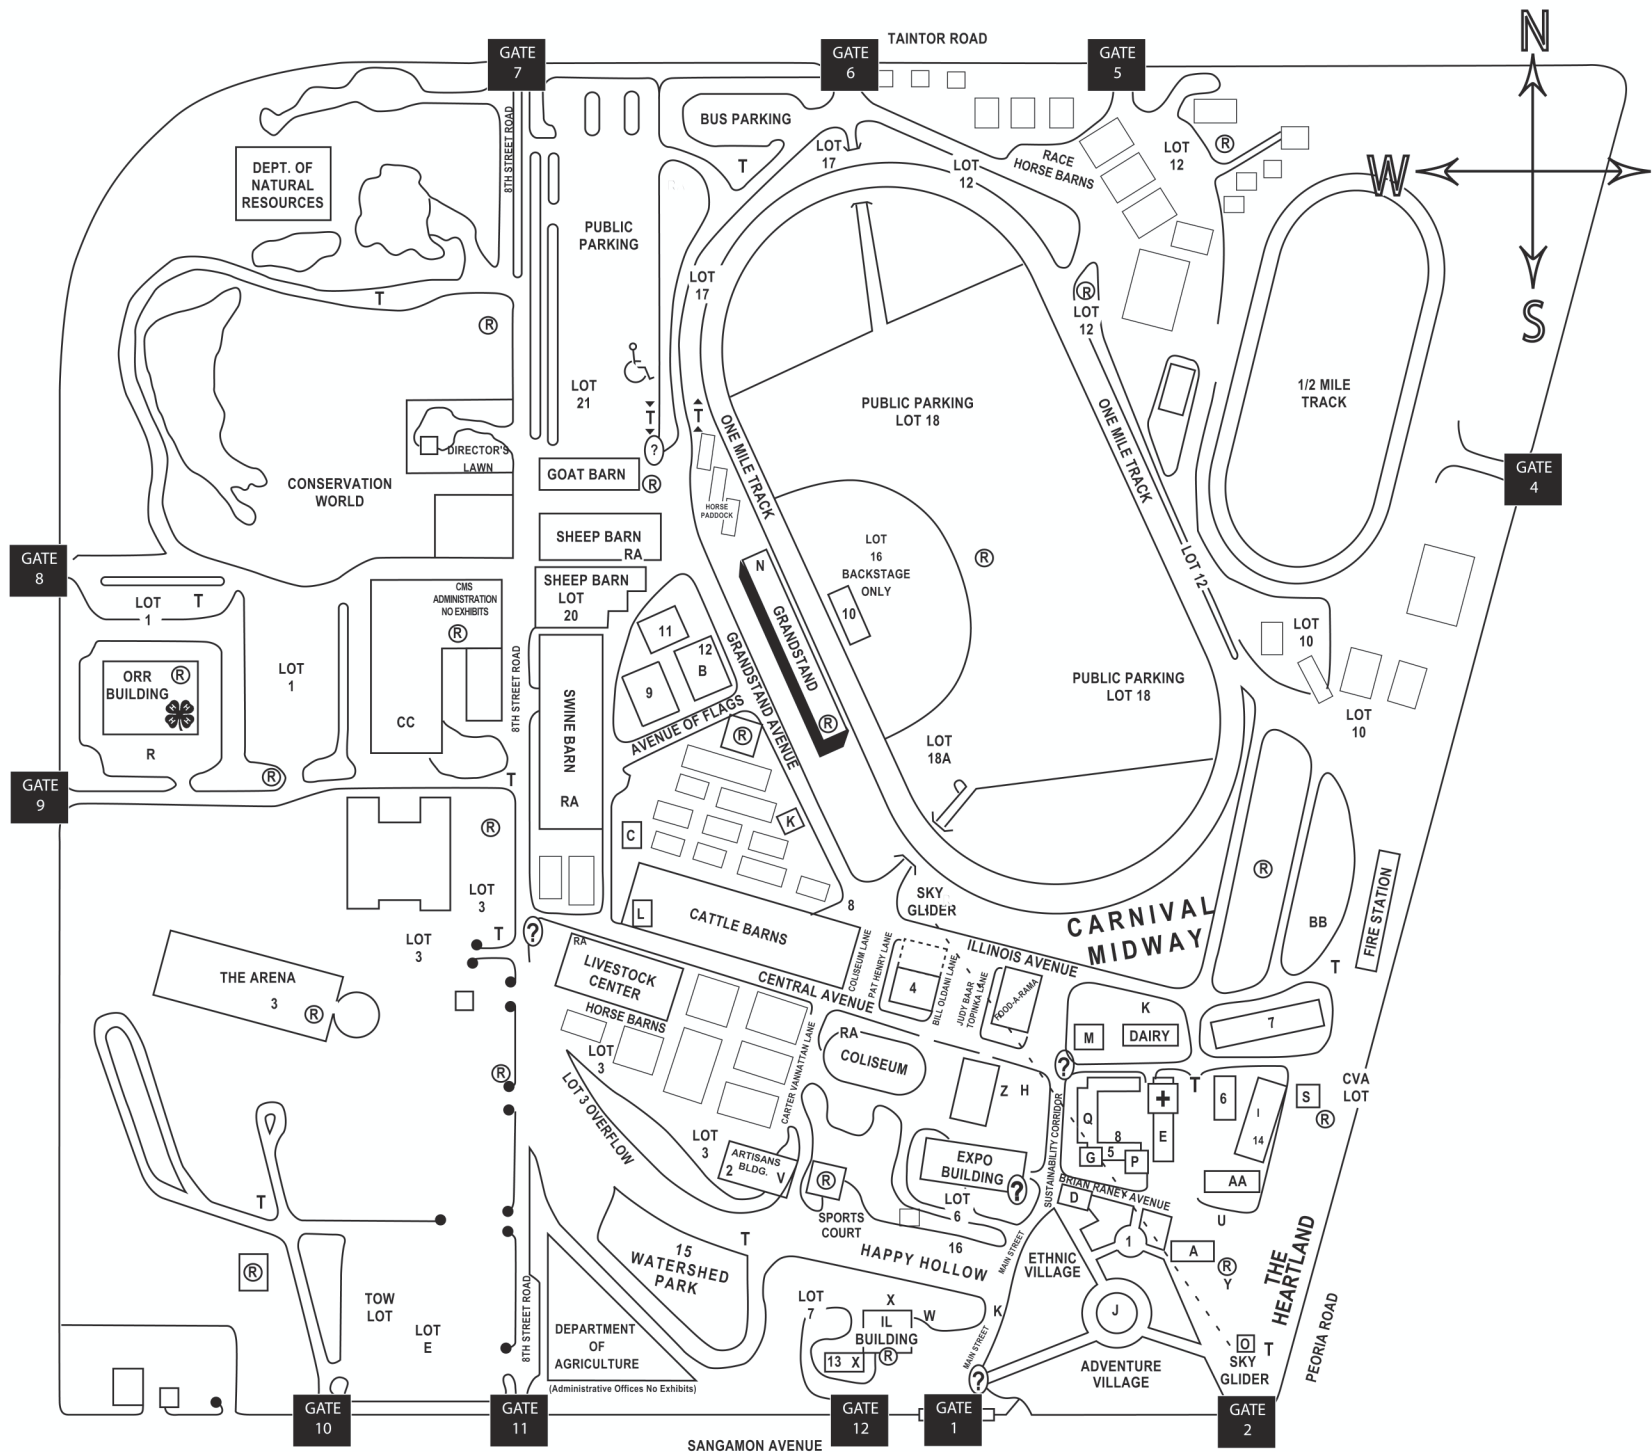 TAINTOR ROAD
GATE
7
GATE
6
GATE
5
N
W
S
BUS PARKING
T
LOT
17
LOT
12
RACE
HORSE BARNS
LOT
12
R
8TH STREET ROAD
DEPT. OF
NATURAL
RESOURCES
PUBLIC
PARKING
LOT
17
T
R
R
LOT
12
LOT
21
T
T
?
PUBLIC PARKING
LOT 18
1/2 MILE
TRACK
ONE MILE TRACK
ONE MILE TRACK
DIRECTOR'S
LAWN
CONSERVATION
WORLD
GOAT BARN
R
HORSE
PADDOCK
GATE
4
SHEEP BARN
RA
LOT
16
BACKSTAGE
ONLY
R
LOT 12
GATE
8
LOT
1
T
CMS
ADMINISTRATION
NO EXHIBITS
R
SHEEP BARN
LOT
20
N
GRANDSTAND
R
10
11
12
B
9
GRANDSTAND AVENUE
AVENUE OF FLAGS
LOT
10
LOT
10
ORR
BUILDING
R
H
H
H
H
R
LOT
1
CC
8TH STREET ROAD
SWINE BARN
RA
PUBLIC PARKING
LOT 18
LOT
18A
R
GATE
9
R
T
R
C
K
LOT
3
LOT
3
T
?
L
CATTLE BARNS
8
SKY
GLIDER
CARNIVAL
MIDWAY
R
BB
FIRE STATION
T
THE ARENA
3
R
RA
LIVESTOCK
CENTER
HORSE BARNS
CENTRAL AVENUE
COLISEUM LANE
PAT HENRY LANE
4
BILL OLDANI LANE
ILLINOIS AVENUE
JUDY BAAR
TOPINKA LANE
FOOD-A-RAMA
K
M
DAIRY
7
RA
COLISEUM
CARTER VANNATTAN LANE
LOT
3
LOT 3 OVERFLOW
R
Z
H
?
SUSTAINABILITY CORRIDOR
Q
8
G
5
P
E
T
6
I
14
S
R
CVA
LOT
LOT
3
ARTISANS
2
BLDG.
V
R
SPORTS
COURT
EXPO
BUILDING
?
LOT
6
16
BRIAN RANEY AVENUE
D
AA
U
T
15
WATERSHED
PARK
T
HAPPY HOLLOW
MAIN STREET
ETHNIC
VILLAGE
1
A
R
Y
THE
HEARTLAND
R
TOW
LOT
LOT
E
8TH STREET ROAD
DEPARTMENT
OF
AGRICULTURE
(Administrative Offices No Exhibits)
LOT
7
X
IL
BUILDING
W
13
X
R
K
MAIN STREET
?
J
ADVENTURE
VILLAGE
O
SKY
GLIDER
T
PEORIA ROAD
GATE
10
GATE
11
GATE
12
GATE
1
GATE
2
SANGAMON AVENUE